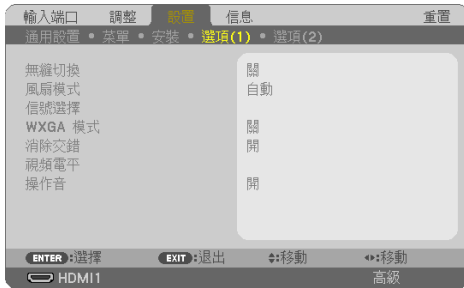 輸入端口 調整 設置 信息 重置
通用設置 • 菜單 • 安裝 • 選項(1) • 選項(2)
無縫切換 關
風扇模式 自動
信號選擇
WXGA 模式 關
消除交錯 開
視頻電平
操作音 開
ENTER:選擇 EXIT:退出 :移動 :移動
HDMI1 高級